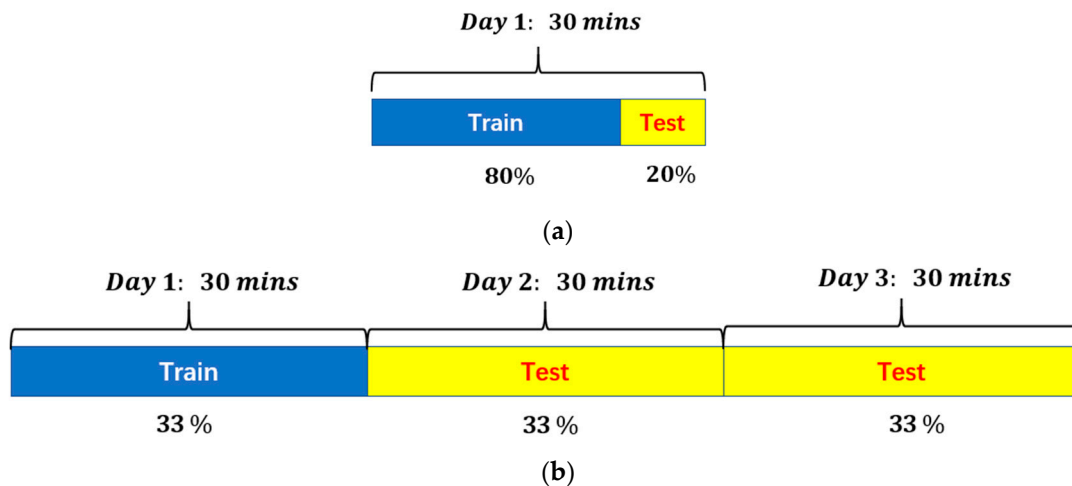 Day 1: 30 mins
Train Test
80% 20%
(a)
Day 1: 30 mins Day 2: 30 mins Day 3: 30 mins
Train Test Test
33 % 33 % 33 %
(b)